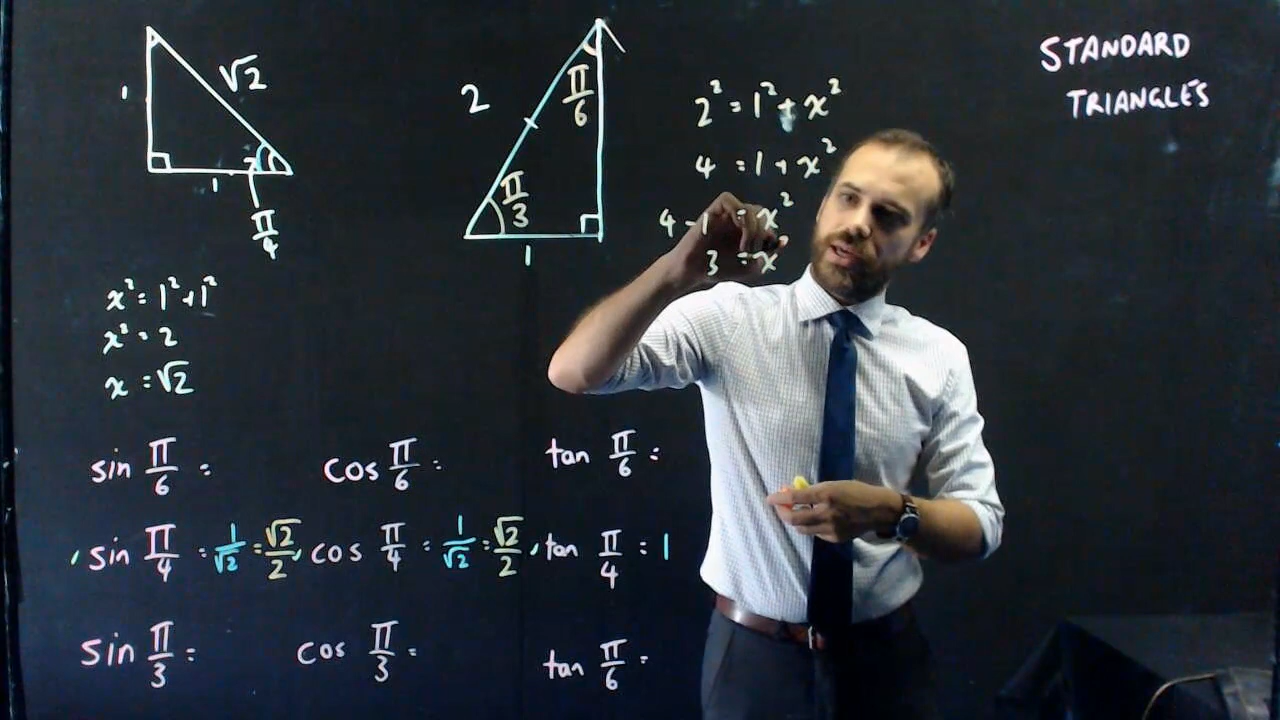 STANDARD
TRIANGLES
1
√2
1
π/4
2
π/6
π/3
1
2² = 1² + x²
4 = 1 + x²
4 - 1 = x²
3 = x
x² = 1² + 1²
x² = 2
x = √2
sin π/6 = cos π/6 = tan π/6 =
sin π/4 = 1/√2 = √2/2, cos π/4 = 1/√2 = √2/2, tan π/4 = 1
sin π/3 = cos π/3 = tan π/6 =